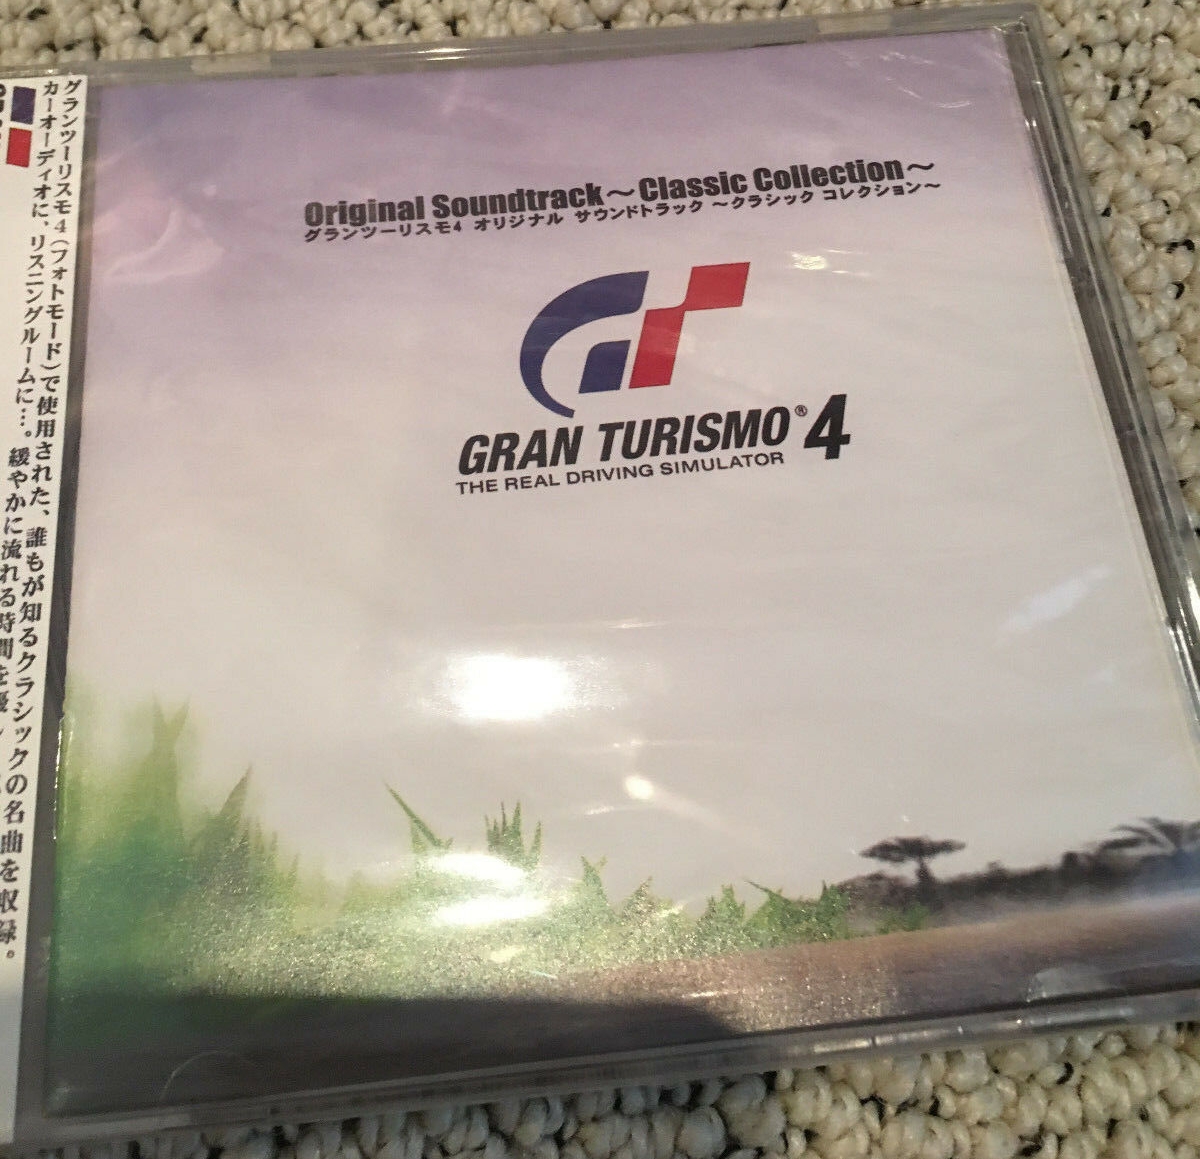 Original Soundtrack～Classic Collection～
グランツーリスモ4 オリジナル サウンドトラック ～クラシック コレクション～
GT
GRAN TURISMO® 4
THE REAL DRIVING SIMULATOR
グランツーリスモ4(フォトモード)で使用された、誰もが知るクラシックの名曲を収録。
カーオーディオに、リスニングルームに…。緩やかに流れる時間を